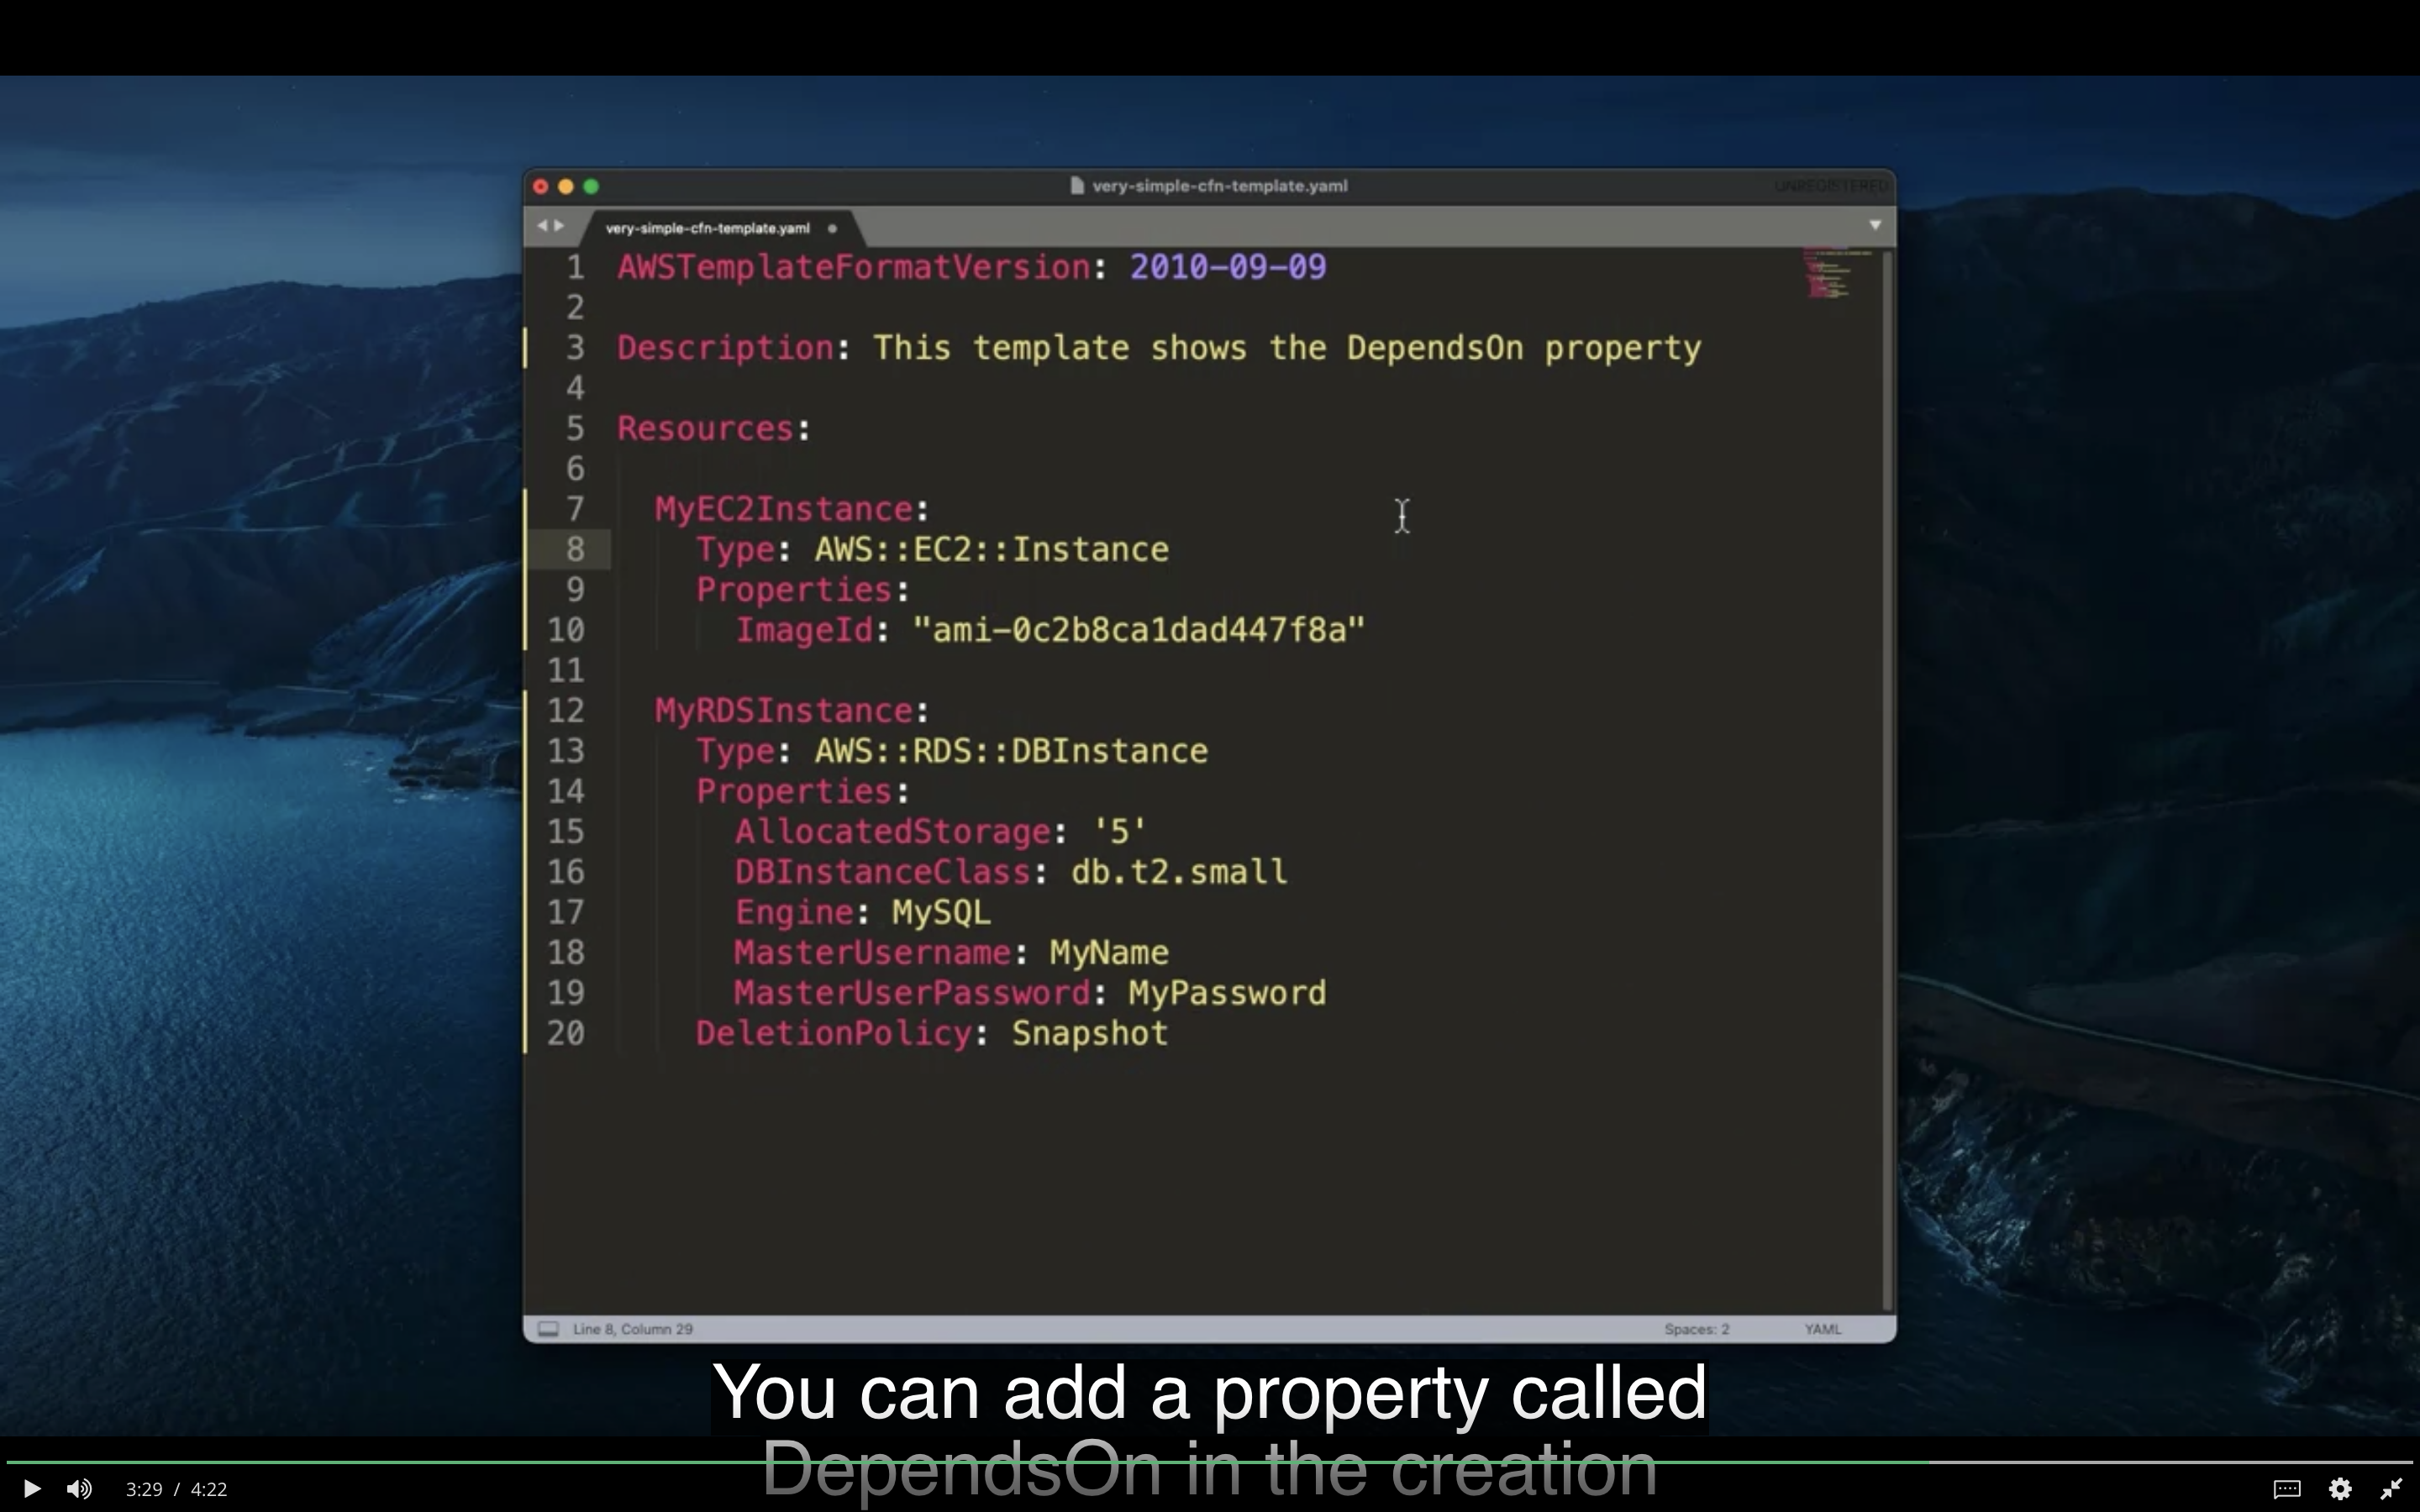 very-simple-cfn-template.yaml
UNREGISTERED
very-simple-cfn-template.yaml
1 AWSTemplateFormatVersion: 2010-09-09
2
3 Description: This template shows the DependsOn property
4
5 Resources:
6
7 MyEC2Instance:
8 Type: AWS::EC2::Instance
9 Properties:
10 ImageId: "ami-0c2b8ca1dad447f8a"
11
12 MyRDSInstance:
13 Type: AWS::RDS::DBInstance
14 Properties:
15 AllocatedStorage: '5'
16 DBInstanceClass: db.t2.small
17 Engine: MySQL
18 MasterUsername: MyName
19 MasterUserPassword: MyPassword
20 DeletionPolicy: Snapshot
Line 8, Column 29
Spaces: 2
YAML
You can add a property called
DependsOn in the creation
3:29 / 4:22